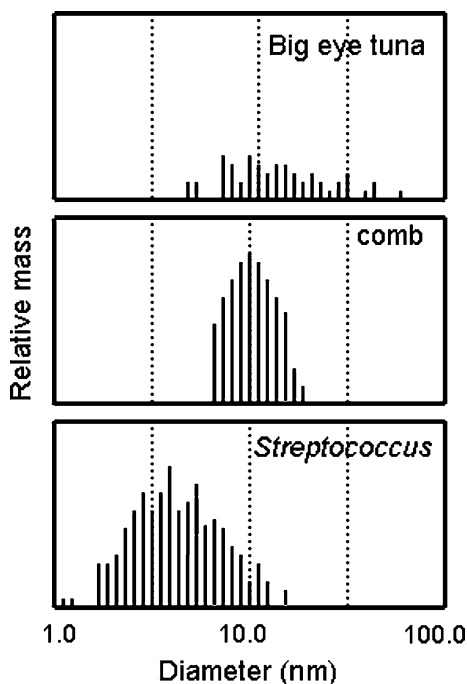 Big eye tuna
comb
Streptococcus
Relative mass
1.0 10.0 100.0
Diameter (nm)